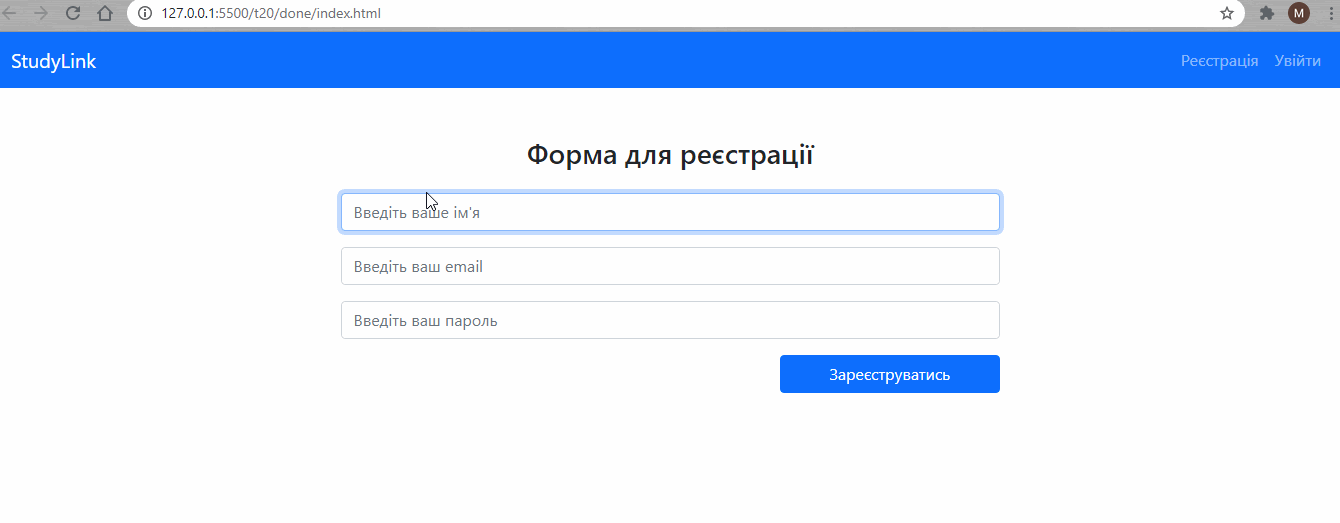 127.0.0.1:5500/t20/done/index.html
M
StudyLink
Реєстрація Увійти
Форма для реєстрації
Введіть ваше ім'я
Введіть ваш email
Введіть ваш пароль
Зареєструватись